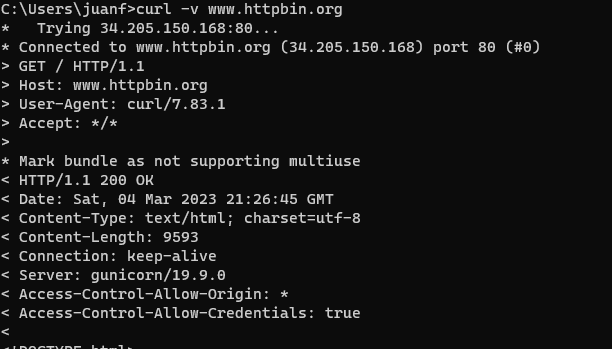 C:\Users\juanf>curl -v www.httpbin.org
*   Trying 34.205.150.168:80...
* Connected to www.httpbin.org (34.205.150.168) port 80 (#0)
> GET / HTTP/1.1
> Host: www.httpbin.org
> User-Agent: curl/7.83.1
> Accept: */*
>
* Mark bundle as not supporting multiuse
< HTTP/1.1 200 OK
< Date: Sat, 04 Mar 2023 21:26:45 GMT
< Content-Type: text/html; charset=utf-8
< Content-Length: 9593
< Connection: keep-alive
< Server: gunicorn/19.9.0
< Access-Control-Allow-Origin: *
< Access-Control-Allow-Credentials: true
<
<!DOCTYPE html>